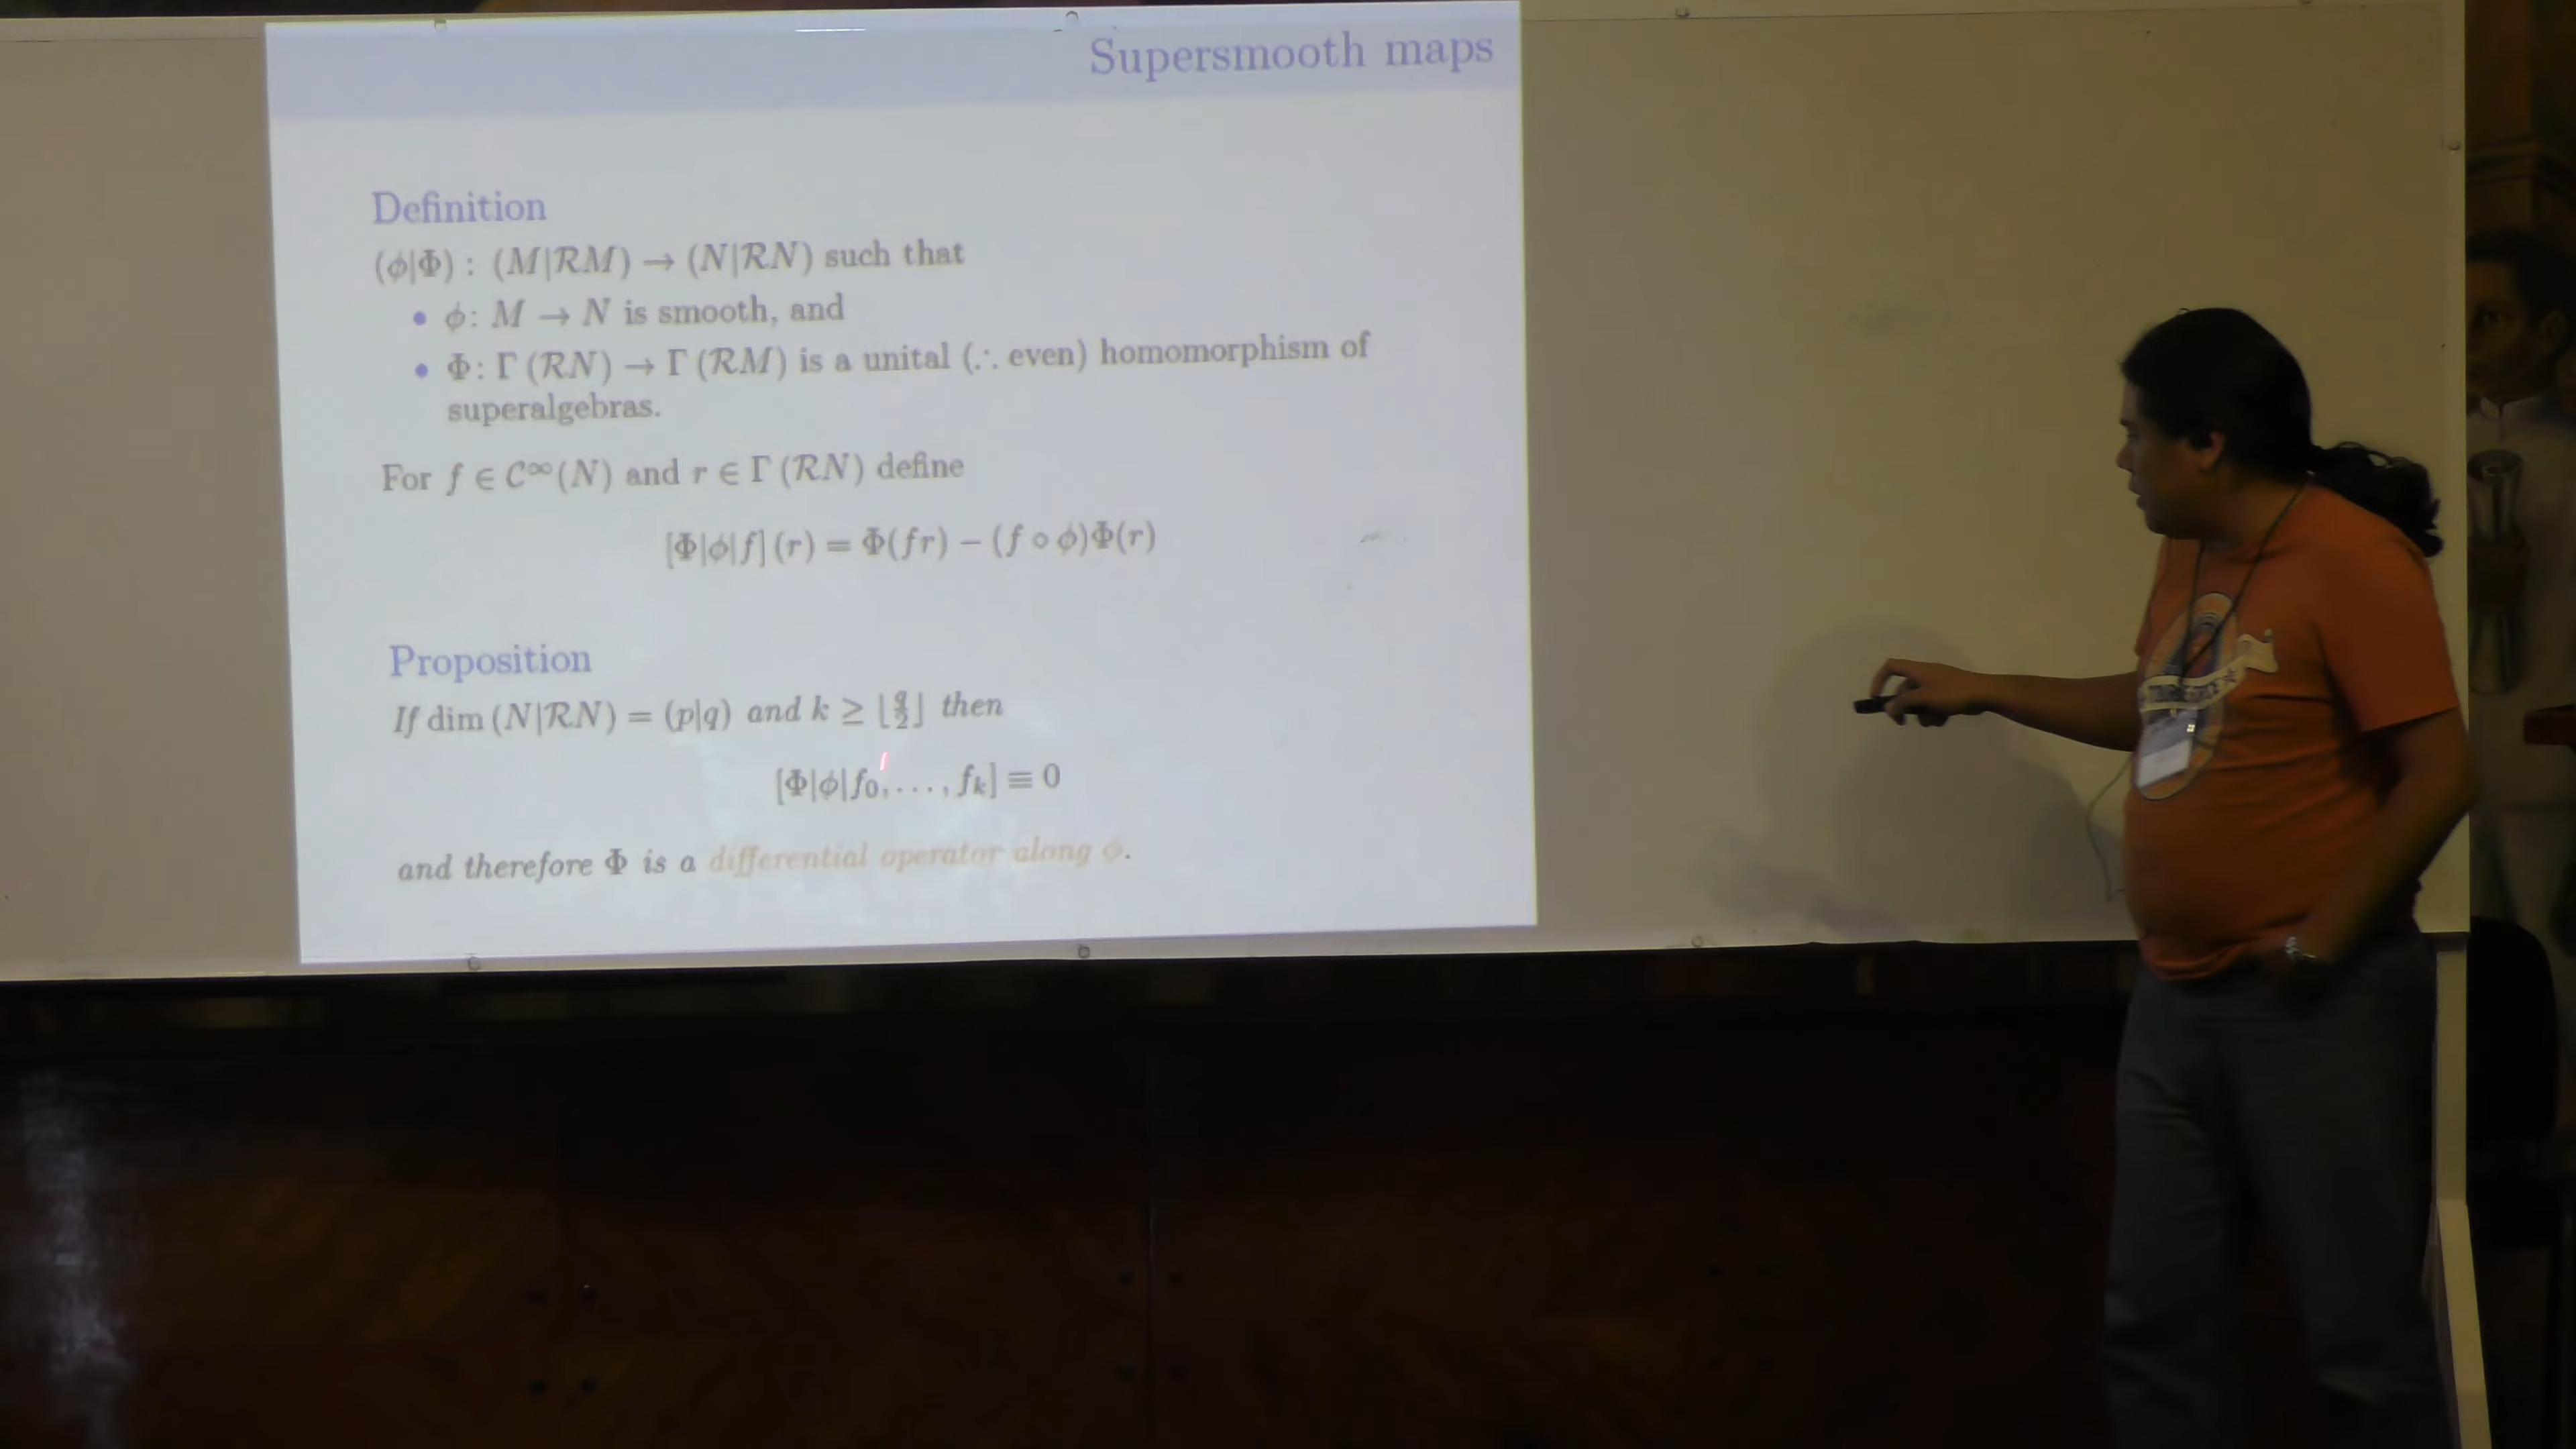 Supersmooth maps
Definition
(ϕ|Φ) : (M|ℛM) → (N|ℛN) such that
• ϕ: M → N is smooth, and
• Φ: Γ (ℛN) → Γ (ℛM) is a unital (∴ even) homomorphism of
superalgebras.
For f ∈ C∞(N) and r ∈ Γ (ℛN) define
[Φ|ϕ|f] (r) = Φ(fr) − (f ∘ ϕ)Φ(r)
Proposition
If dim (N|ℛN) = (p|q) and k ≥ ⌊q/2⌋ then
[Φ|ϕ|f₀, . . . , fₖ] ≡ 0
and therefore Φ is a differential operator along ϕ.